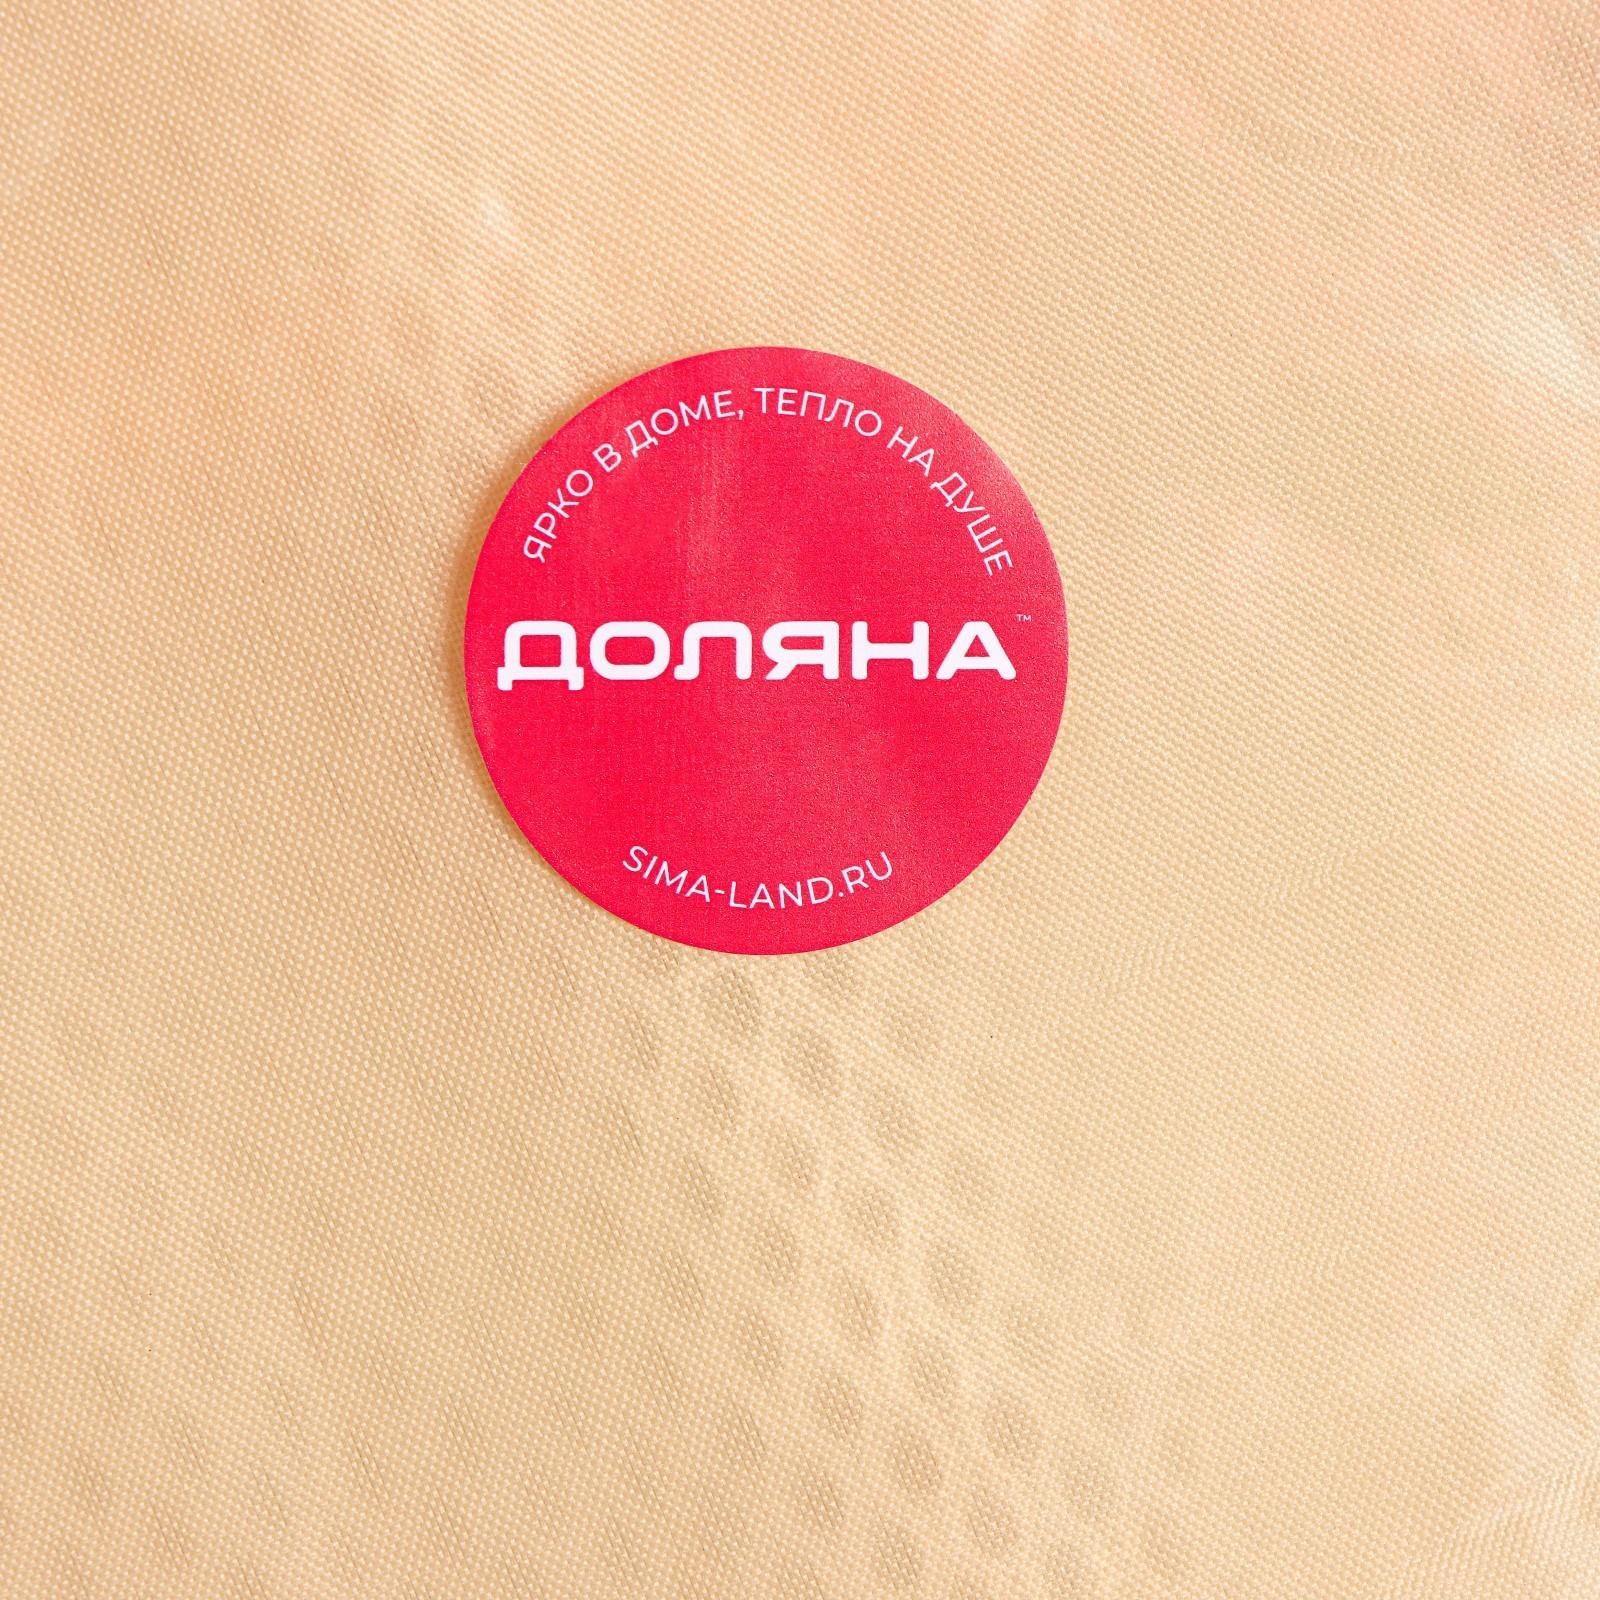 ЯРКО В ДОМЕ, ТЕПЛО НА ДУШЕ
ДОЛЯНА™
SIMA-LAND.RU